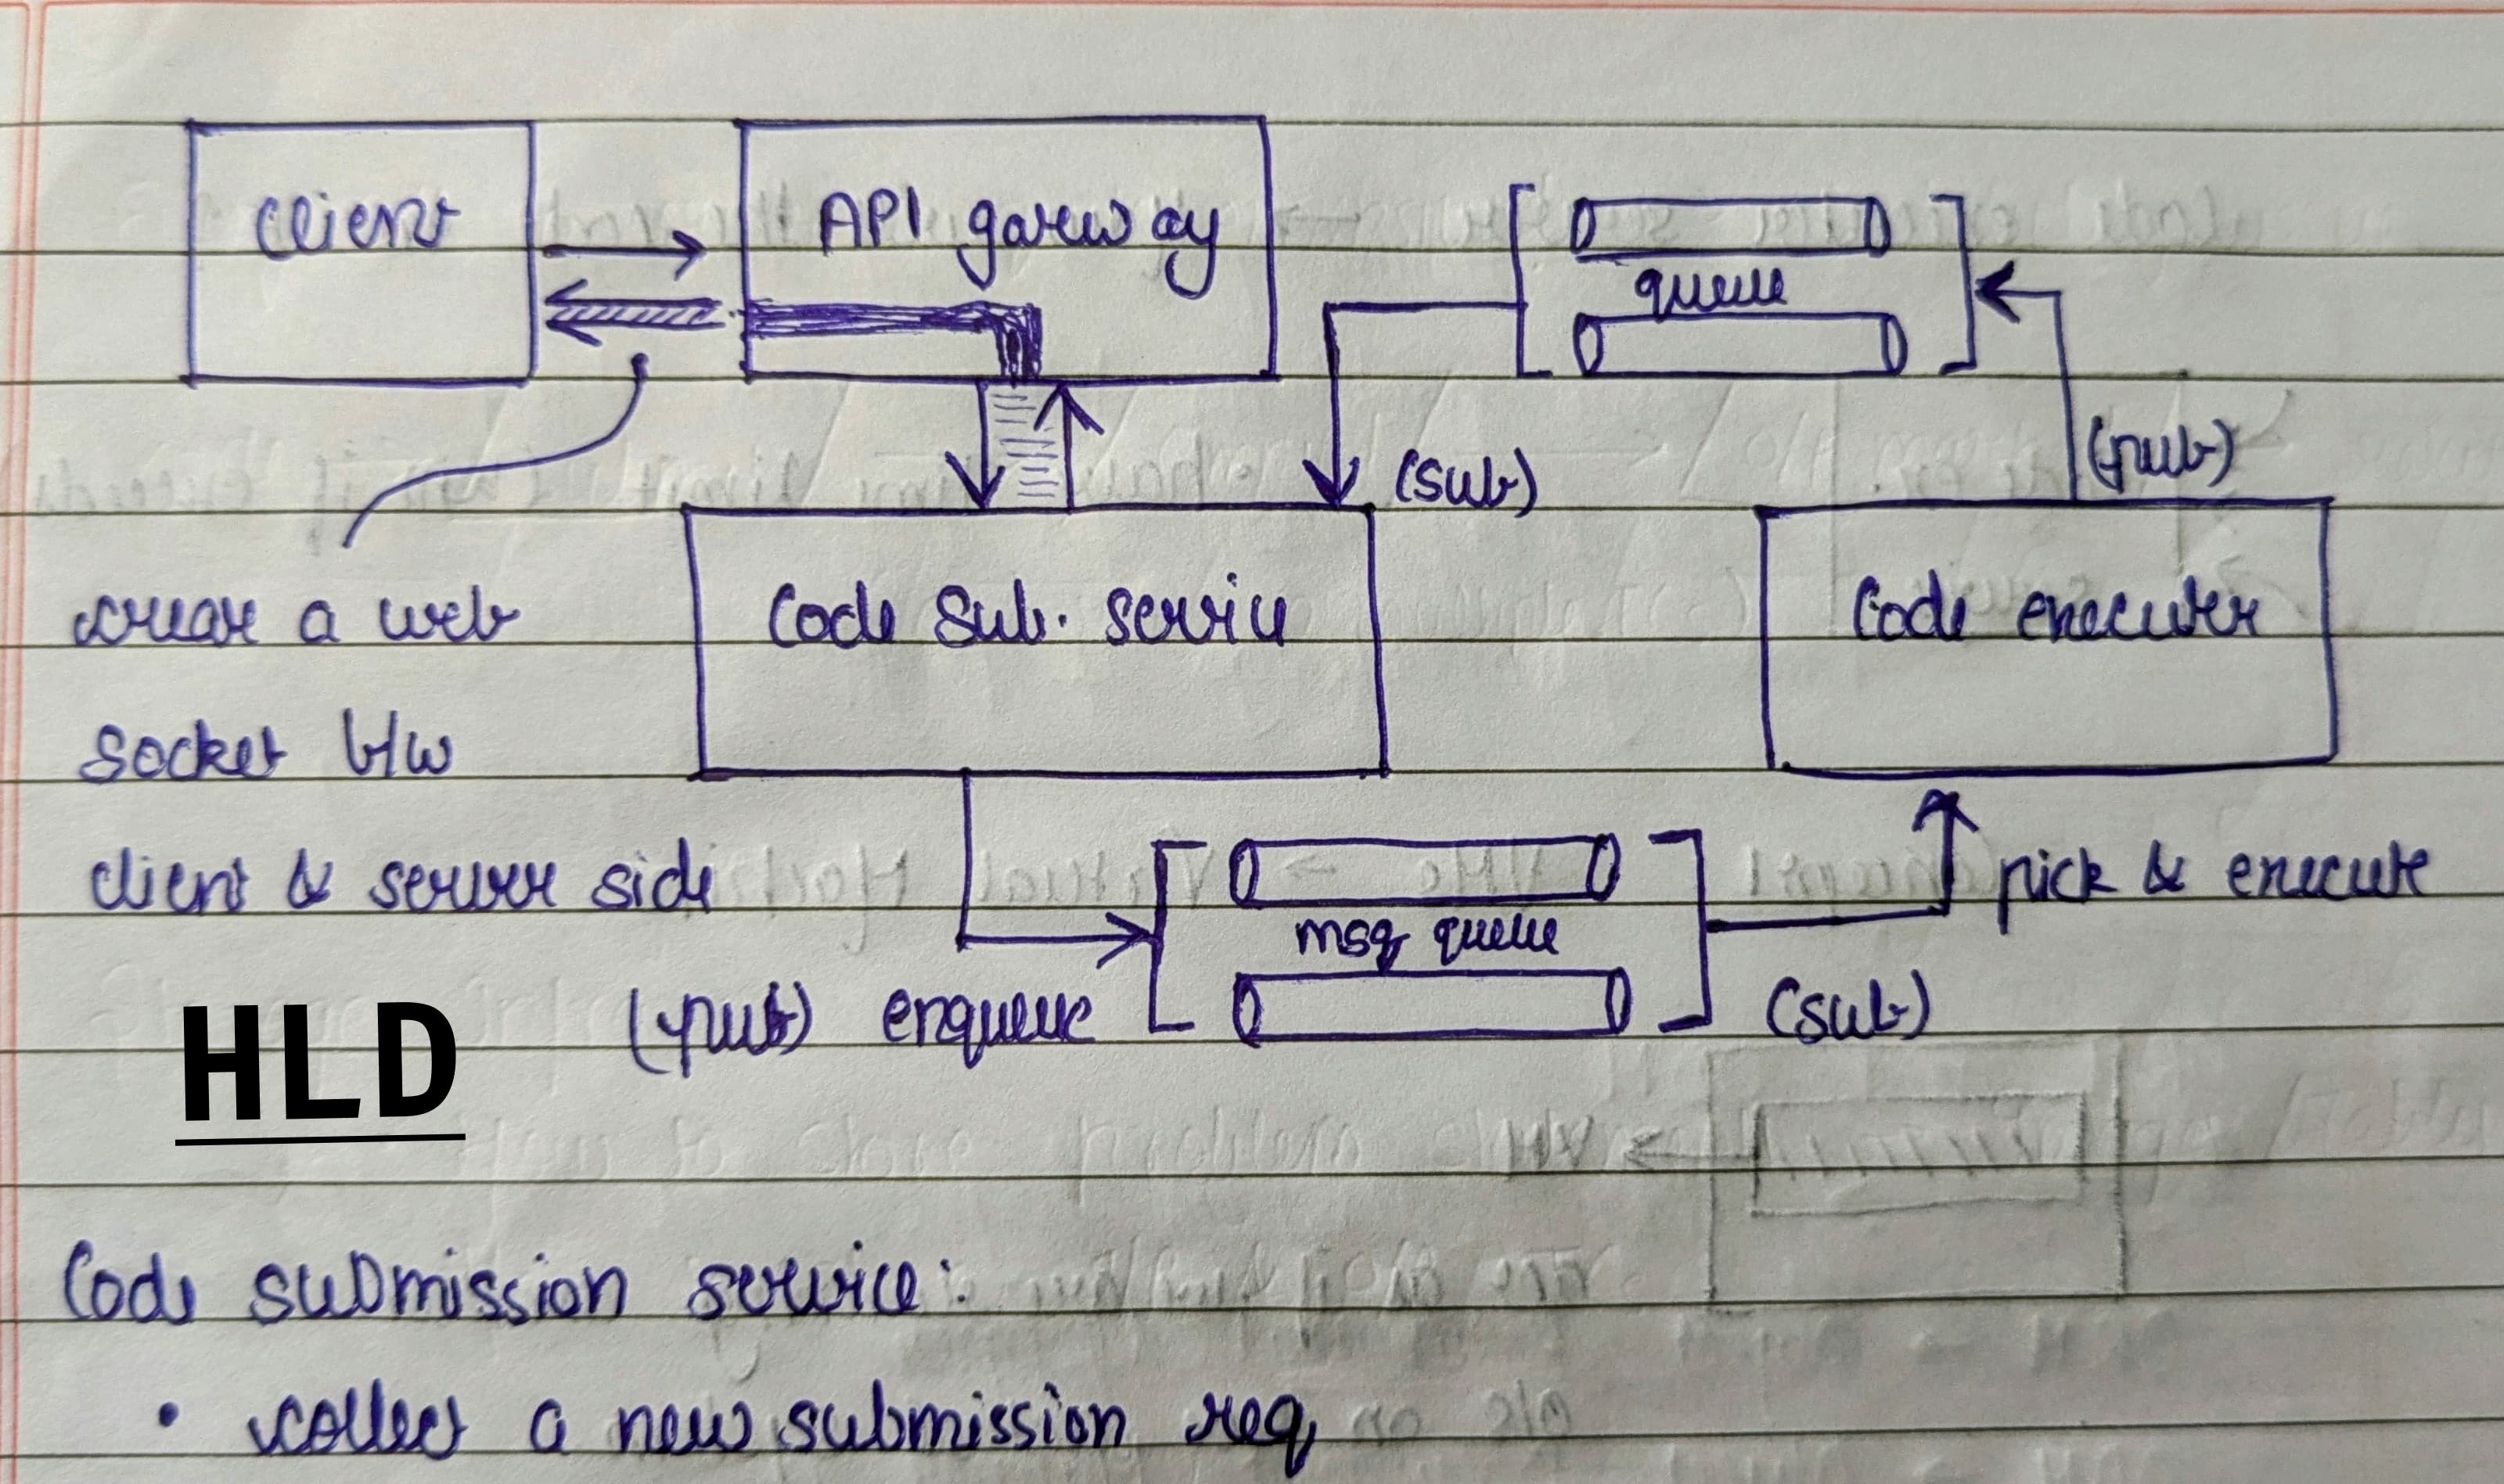 client
API gateway
queue
(sub)
(pub)
create a web
socket b/w
client & server side
Code Sub. service
Code executer
msg queue
pick & execute
(pub) enqueue
(sub)
HLD
Code submission service:
• collect a new submission req